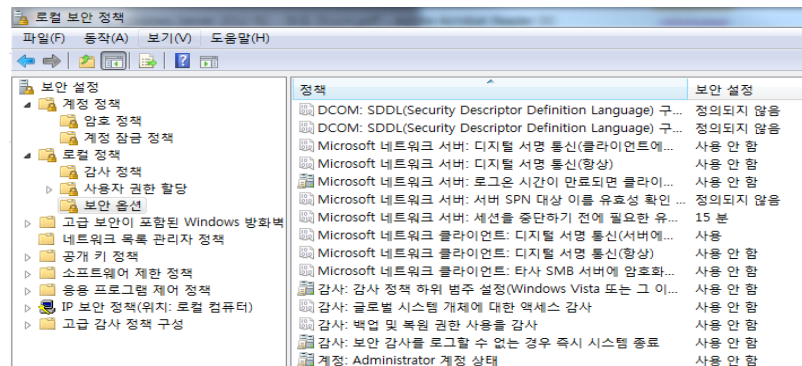 로컬 보안 정책
파일(F) 동작(A) 보기(V) 도움말(H)
보안 설정
계정 정책
암호 정책
계정 잠금 정책
로컬 정책
감사 정책
사용자 권한 할당
보안 옵션
고급 보안이 포함된 Windows 방화벽
네트워크 목록 관리자 정책
공개 키 정책
소프트웨어 제한 정책
응용 프로그램 제어 정책
IP 보안 정책(위치: 로컬 컴퓨터)
고급 감사 정책 구성
정책 보안 설정
DCOM: SDDL(Security Descriptor Definition Language) 구... 정의되지 않음
DCOM: SDDL(Security Descriptor Definition Language) 구... 정의되지 않음
Microsoft 네트워크 서버: 디지털 서명 통신(클라이언트에... 사용 안 함
Microsoft 네트워크 서버: 디지털 서명 통신(항상) 사용 안 함
Microsoft 네트워크 서버: 로그온 시간이 만료되면 클라이... 사용 안 함
Microsoft 네트워크 서버: 서버 SPN 대상 이름 유효성 확인 ... 정의되지 않음
Microsoft 네트워크 서버: 세션을 중단하기 전에 필요한 유... 15 분
Microsoft 네트워크 클라이언트: 디지털 서명 통신(서버에... 사용
Microsoft 네트워크 클라이언트: 디지털 서명 통신(항상) 사용 안 함
Microsoft 네트워크 클라이언트: 타사 SMB 서버에 암호화... 사용 안 함
감사: 감사 정책 하위 범주 설정(Windows Vista 또는 그 이... 사용 안 함
감사: 글로벌 시스템 개체에 대한 액세스 감사 사용 안 함
감사: 백업 및 복원 권한 사용을 감사 사용 안 함
감사: 보안 감사를 로그할 수 없는 경우 즉시 시스템 종료 사용 안 함
계정: Administrator 계정 상태 사용 안 함